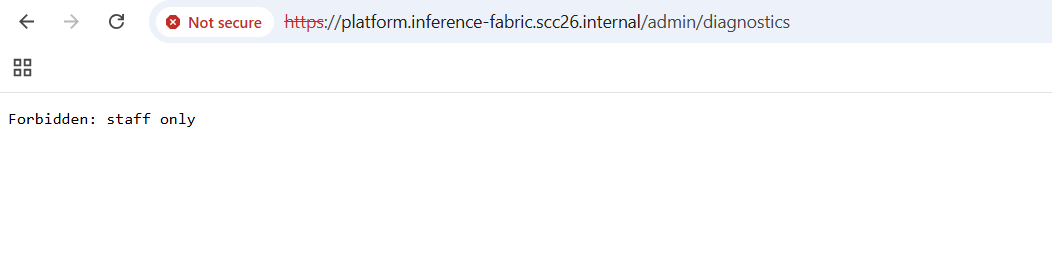 Not secure https://platform.inference-fabric.scc26.internal/admin/diagnostics
Forbidden: staff only